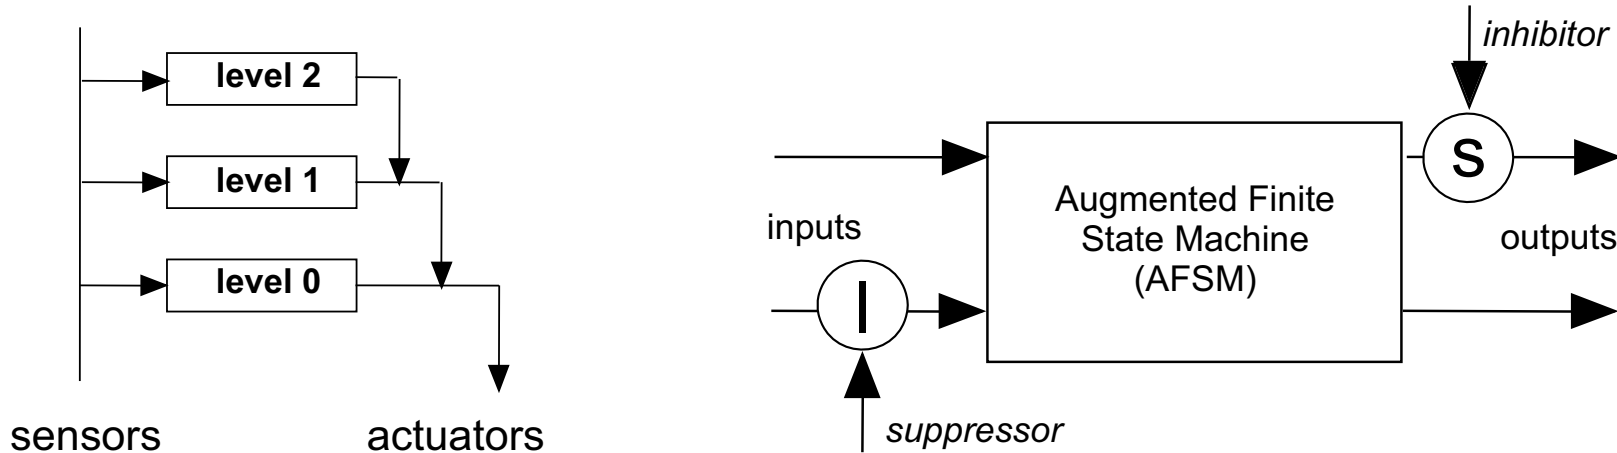 level 2
level 1
level 0
sensors
actuators
inhibitor
S
Augmented Finite
State Machine
(AFSM)
inputs
outputs
I
suppressor